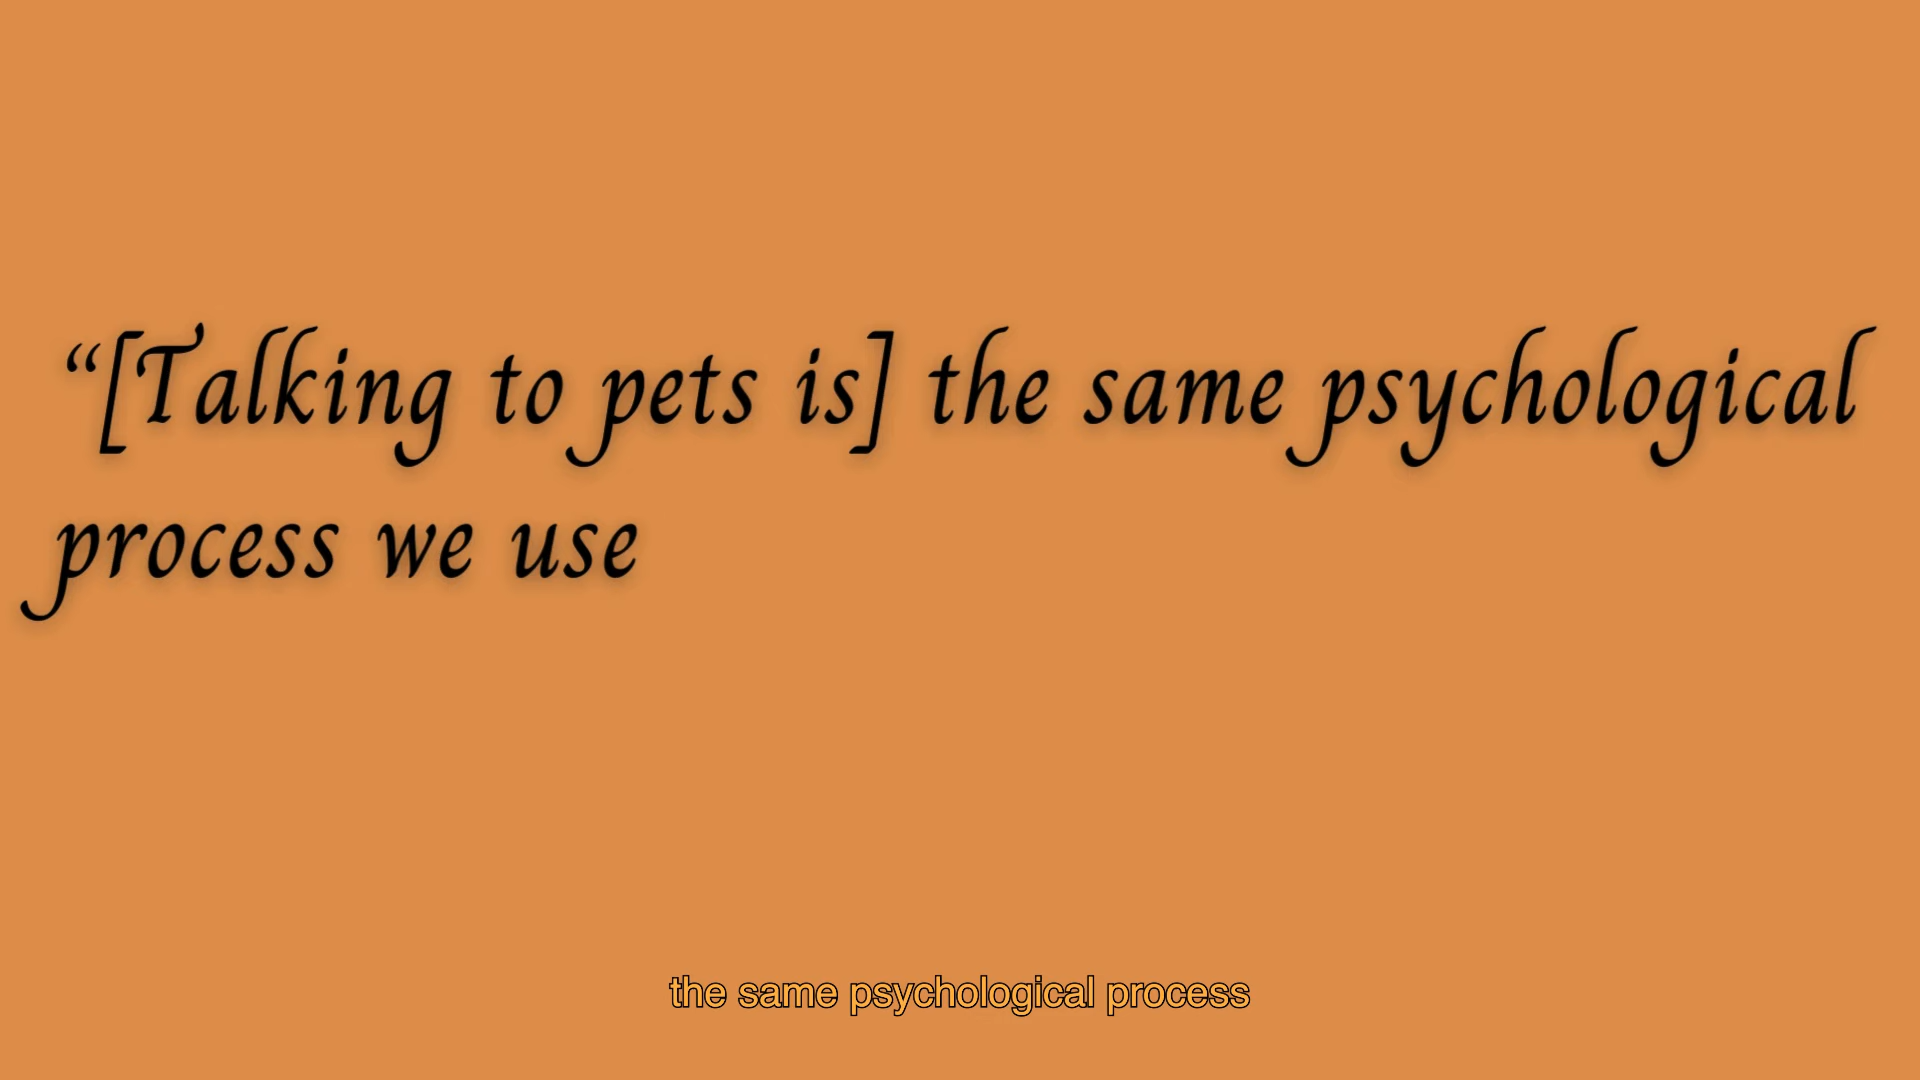 “[Talking to pets is] the same psychological
process we use
the same psychological process